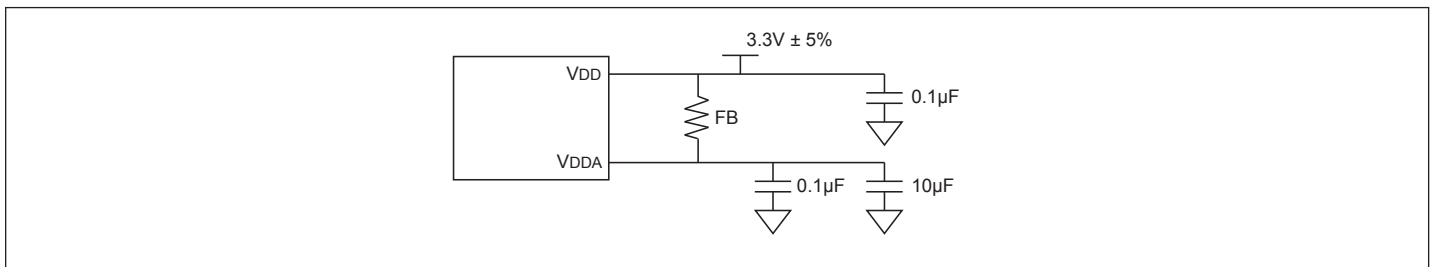 3.3V ± 5%
VDD
0.1µF
FB
VDDA
0.1µF
10µF